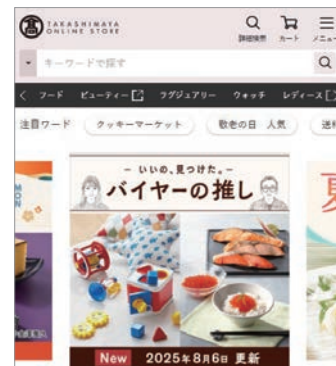 髙 TAKASHIMAYA
ONLINE STORE
詳細検索 カート メニュー
キーワードで探す
フード ビューティー ラグジュアリー ウォッチ レディース
注目ワード クッキーマーケット 敬老の日 人気 送料
いいの、見つけた。
バイヤーの推し
New 2025年8月6日 更新
夏